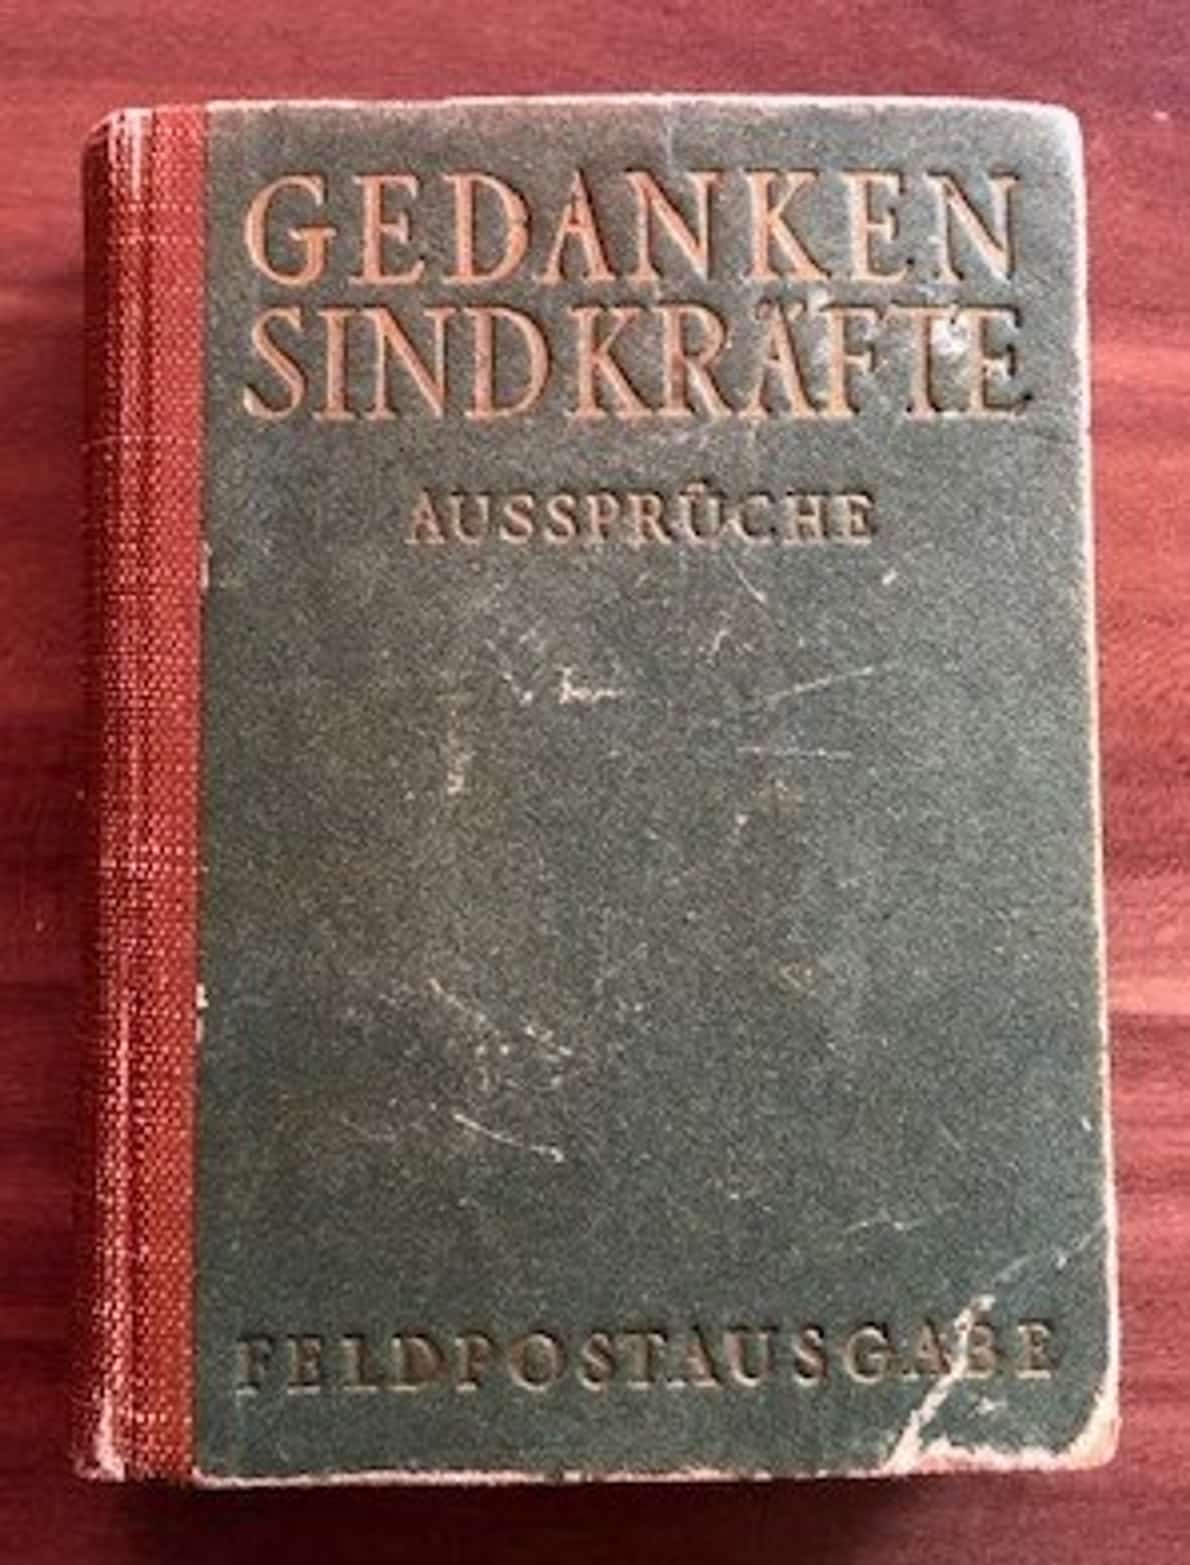 GEDANKEN
SIND KRÄFTE
AUSSPRÜCHE
FELDPOSTAUSGABE